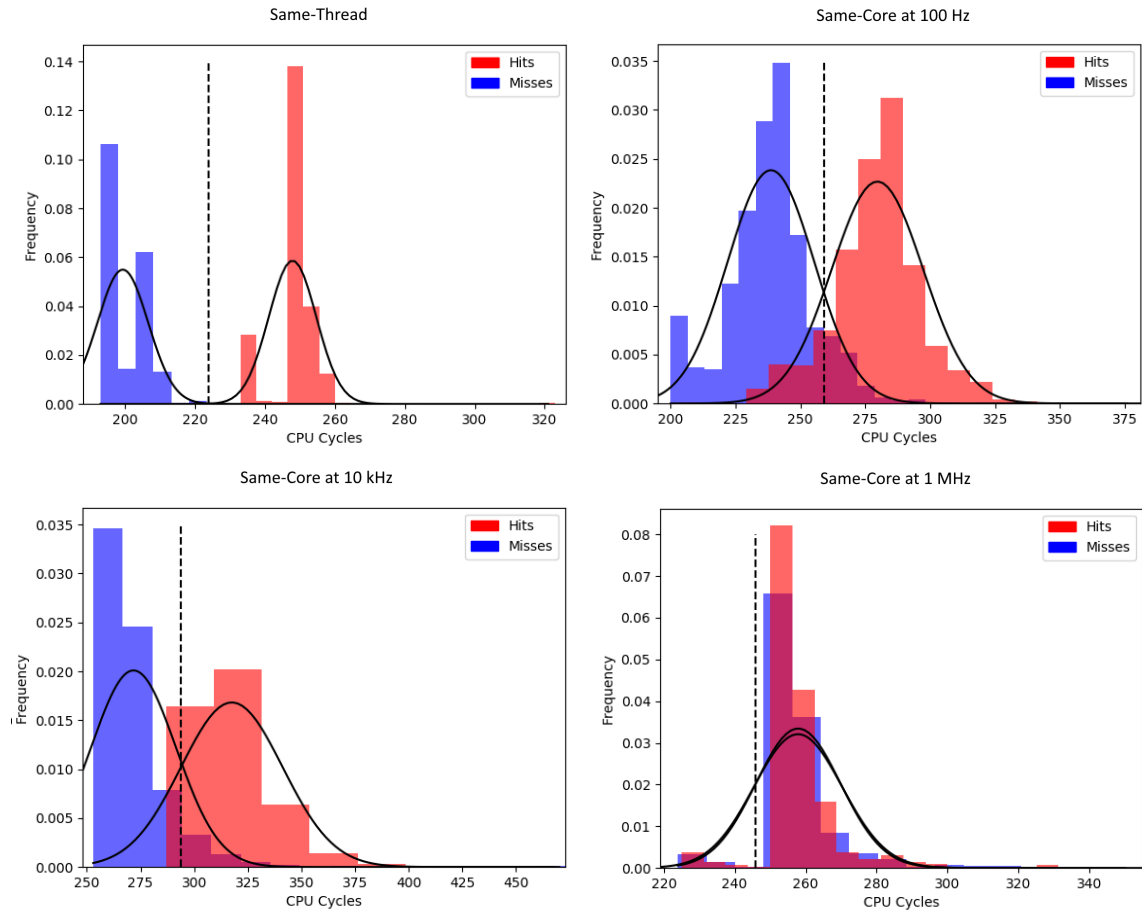 Same-Thread
Hits
Misses
0.14
0.12
0.10
0.08
0.06
0.04
0.02
0.00
Frequency
200 220 240 260 280 300 320
CPU Cycles
Same-Core at 100 Hz
Hits
Misses
0.035
0.030
0.025
0.020
0.015
0.010
0.005
0.000
Frequency
200 225 250 275 300 325 350 375
CPU Cycles
Same-Core at 10 kHz
Hits
Misses
0.035
0.030
0.025
0.020
0.015
0.010
0.005
0.000
Frequency
250 300 350 400 450
CPU Cycles
Same-Core at 1 MHz
Hits
Misses
0.08
0.07
0.06
0.05
0.04
0.03
0.02
0.01
0.00
Frequency
220 240 260 280 300 320 340
CPU Cycles